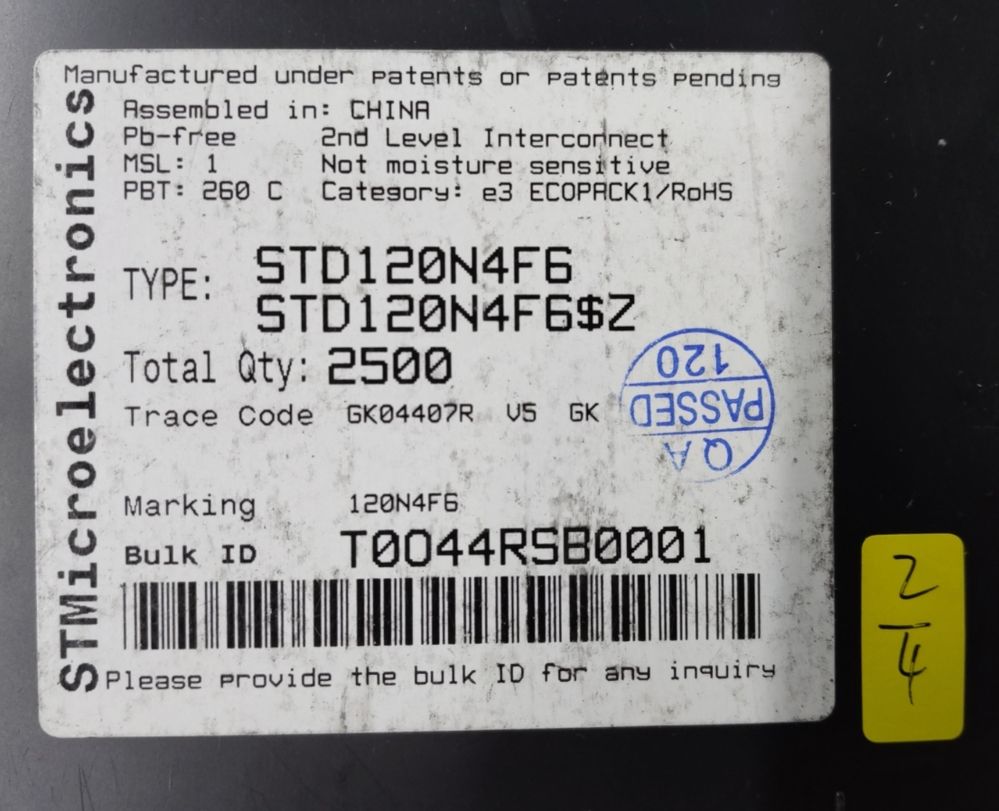 STMicroelectronics
Manufactured under patents or patents pending
Assembled in: CHINA
Pb-free 2nd Level Interconnect
MSL: 1 Not moisture sensitive
PBT: 260 C Category: e3 ECOPACK1/RoHS
TYPE: STD120N4F6
STD120N4F6$Z
Total Qty: 2500
Trace Code GK04407R V5 GK
QA
PASSED
120
Marking 120N4F6
Bulk ID T0044RSB0001
Please provide the bulk ID for any inquiry
2
4